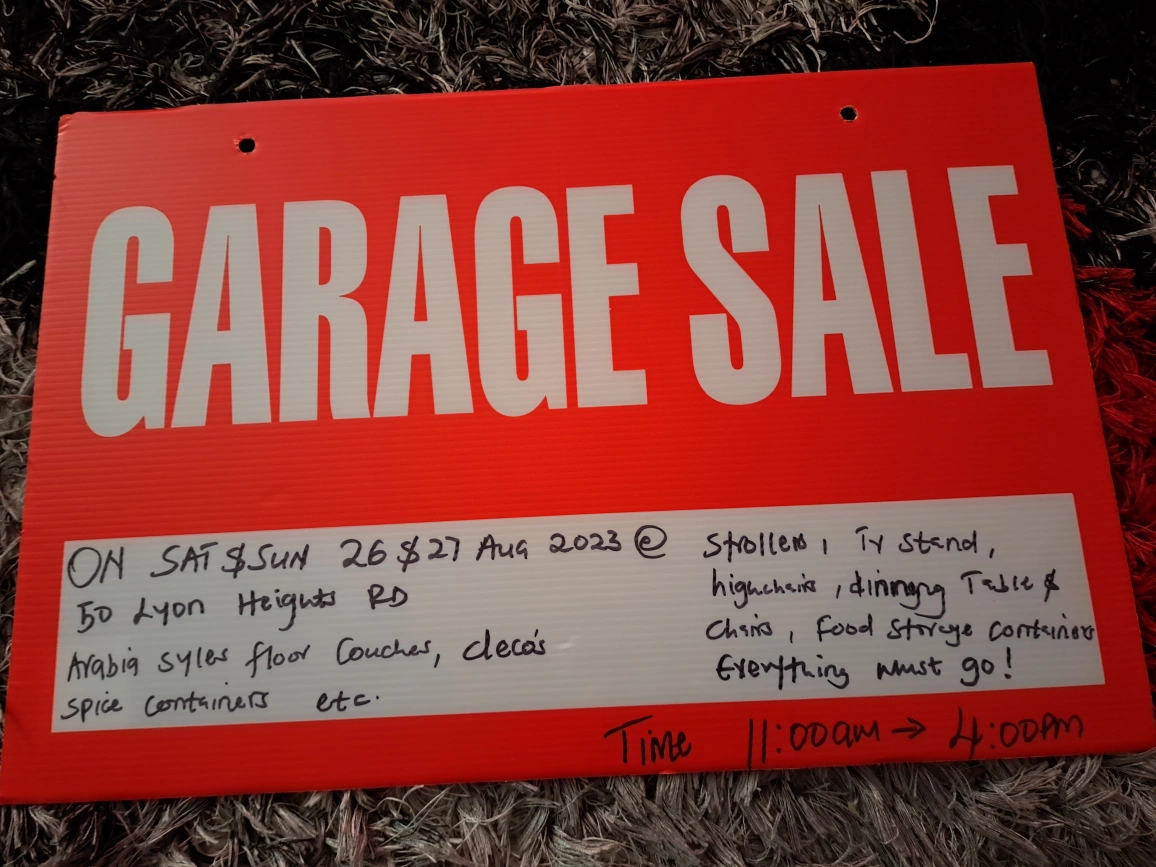 GARAGE SALE
ON SAT & SUN 26 & 27 Aug 2023 @
50 Lyon Heights RD
Arabia syles floor Couches, deco's
spice containers etc.
Strollers, TV stand,
highchairs, dinning Table &
Chairs, Food storage containers
Everything must go!
Time 11:00am → 4:00PM